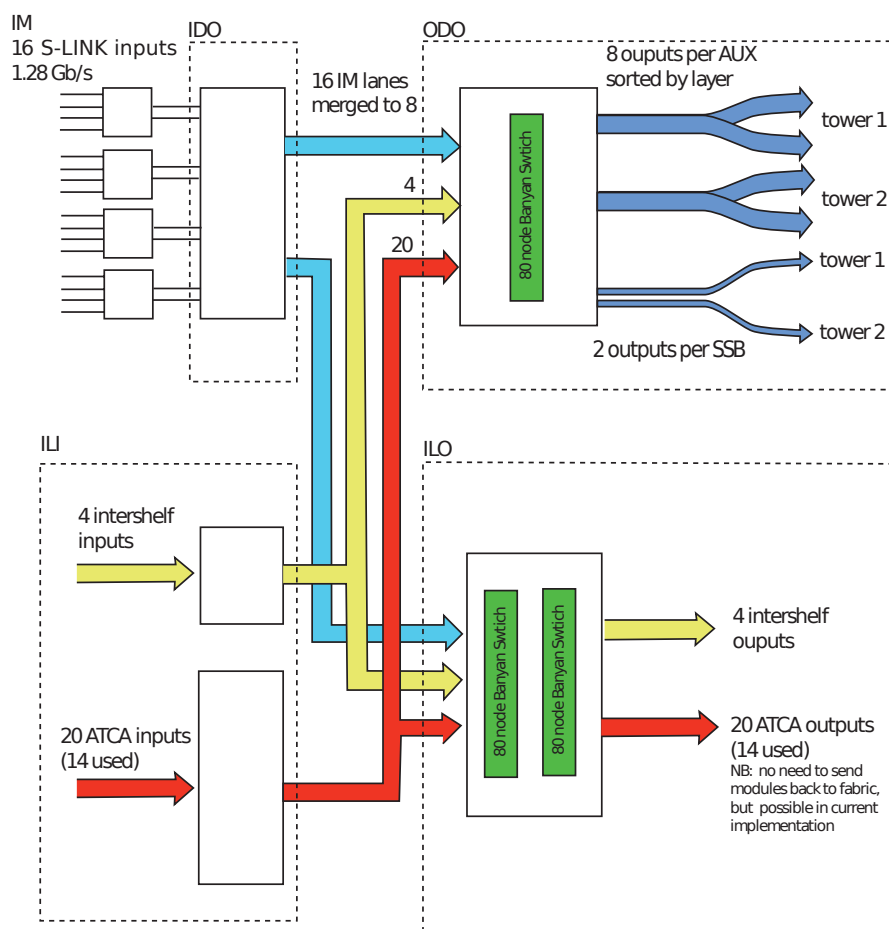 IM
16 S-LINK inputs
1.28 Gb/s
IDO
16 IM lanes
merged to 8
4
20
ODO
8 ouputs per AUX
sorted by layer
80 node Banyan Swtich
tower 1
tower 2
tower 1
tower 2
2 outputs per SSB
ILI
4 intershelf
inputs
20 ATCA inputs
(14 used)
ILO
80 node Banyan Swtich
80 node Banyan Swtich
4 intershelf
ouputs
20 ATCA outputs
(14 used)
NB: no need to send
modules back to fabric,
but possible in current
implementation